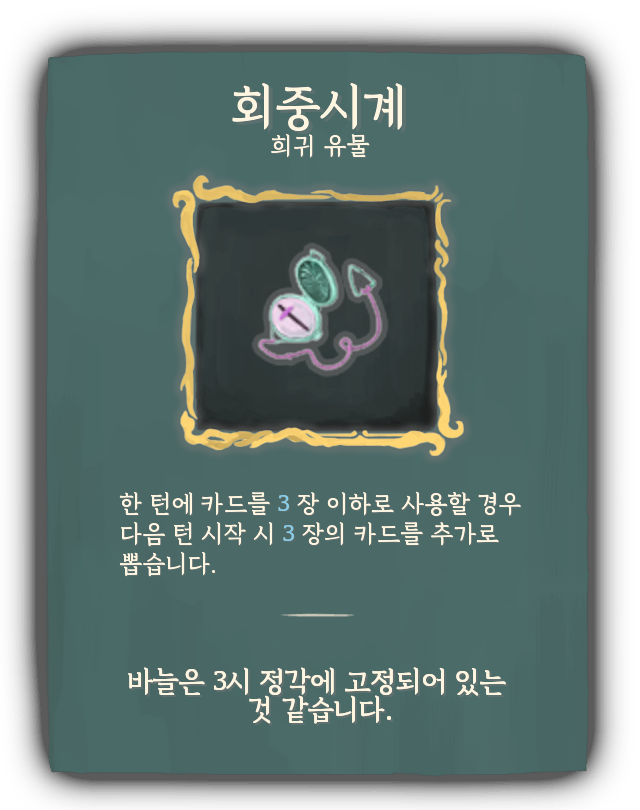 회중시계
희귀 유물
한 턴에 카드를 3 장 이하로 사용할 경우
다음 턴 시작 시 3 장의 카드를 추가로
뽑습니다.
바늘은 3시 정각에 고정되어 있는
것 같습니다.